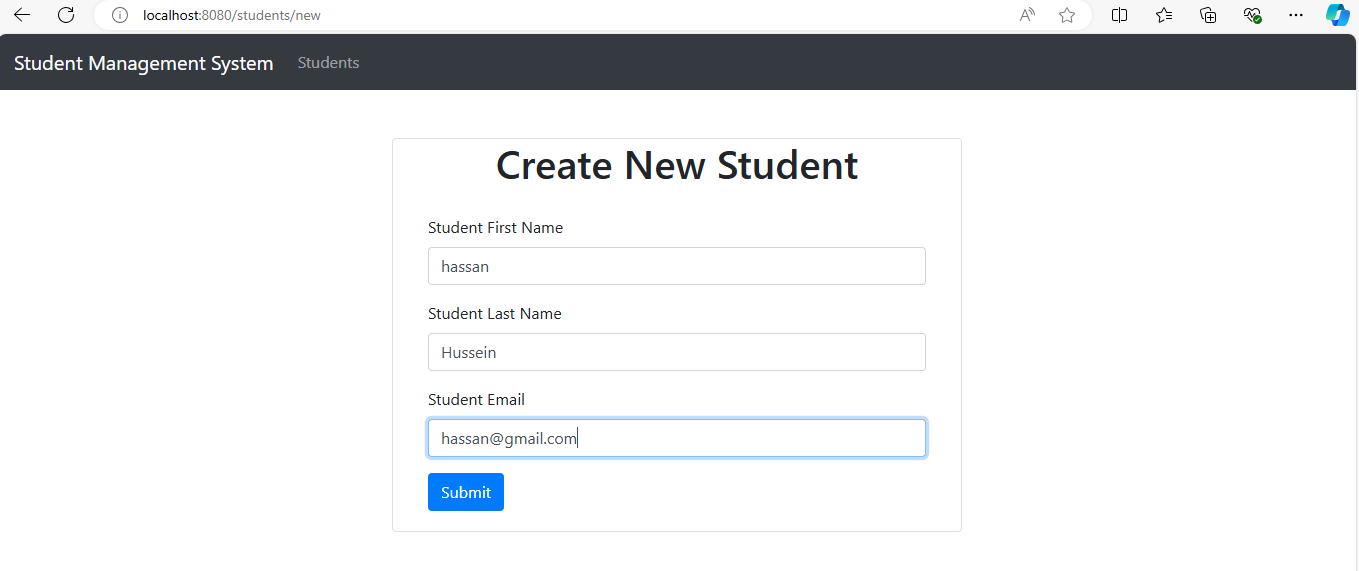 localhost:8080/students/new
Student Management System Students
Create New Student
Student First Name
hassan
Student Last Name
Hussein
Student Email
hassan@gmail.com
Submit